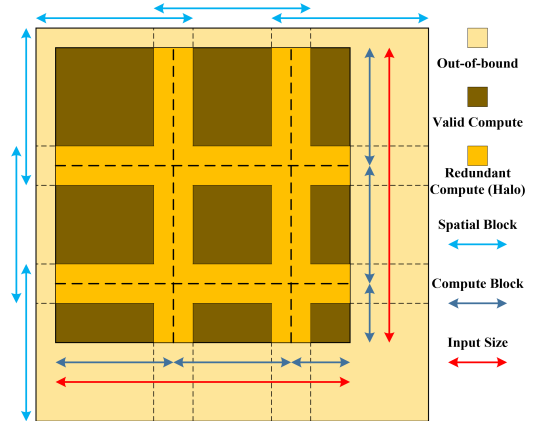 Out-of-bound
Valid Compute
Redundant
Compute (Halo)
Spatial Block
Compute Block
Input Size